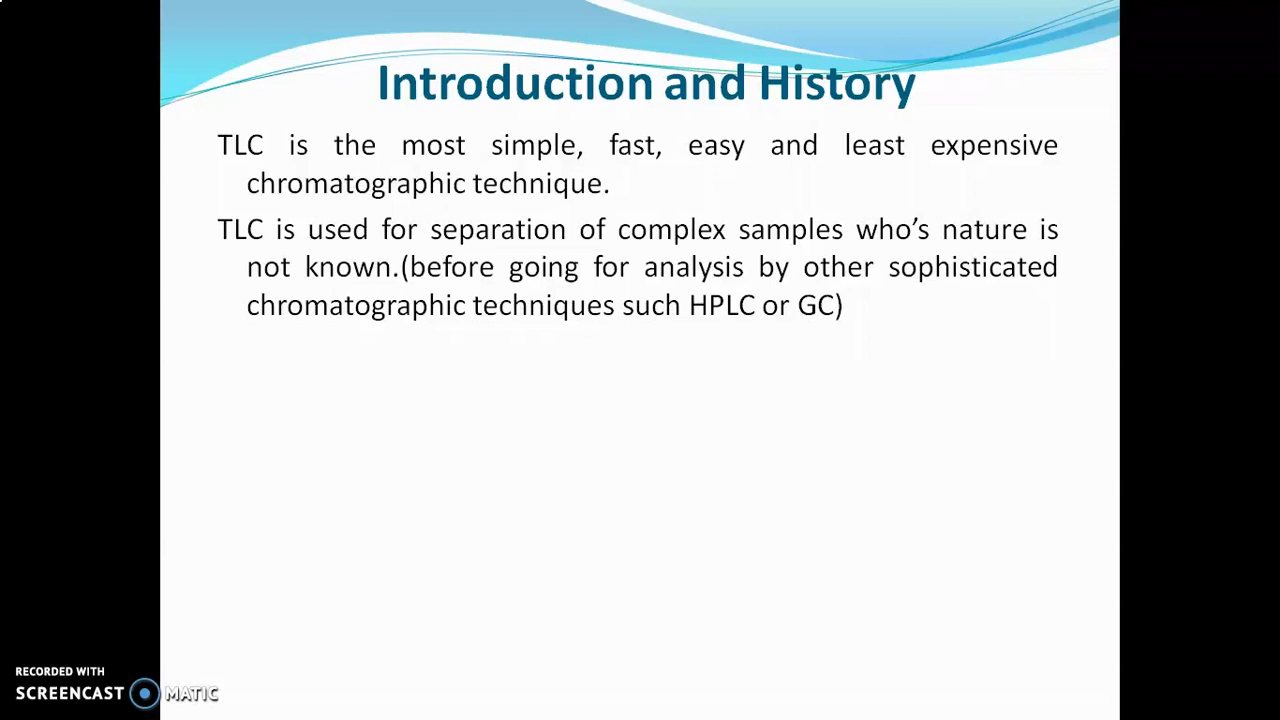 Introduction and History
TLC is the most simple, fast, easy and least expensive
chromatographic technique.
TLC is used for separation of complex samples who’s nature is
not known.(before going for analysis by other sophisticated
chromatographic techniques such HPLC or GC)
RECORDED WITH
SCREENCAST MATIC